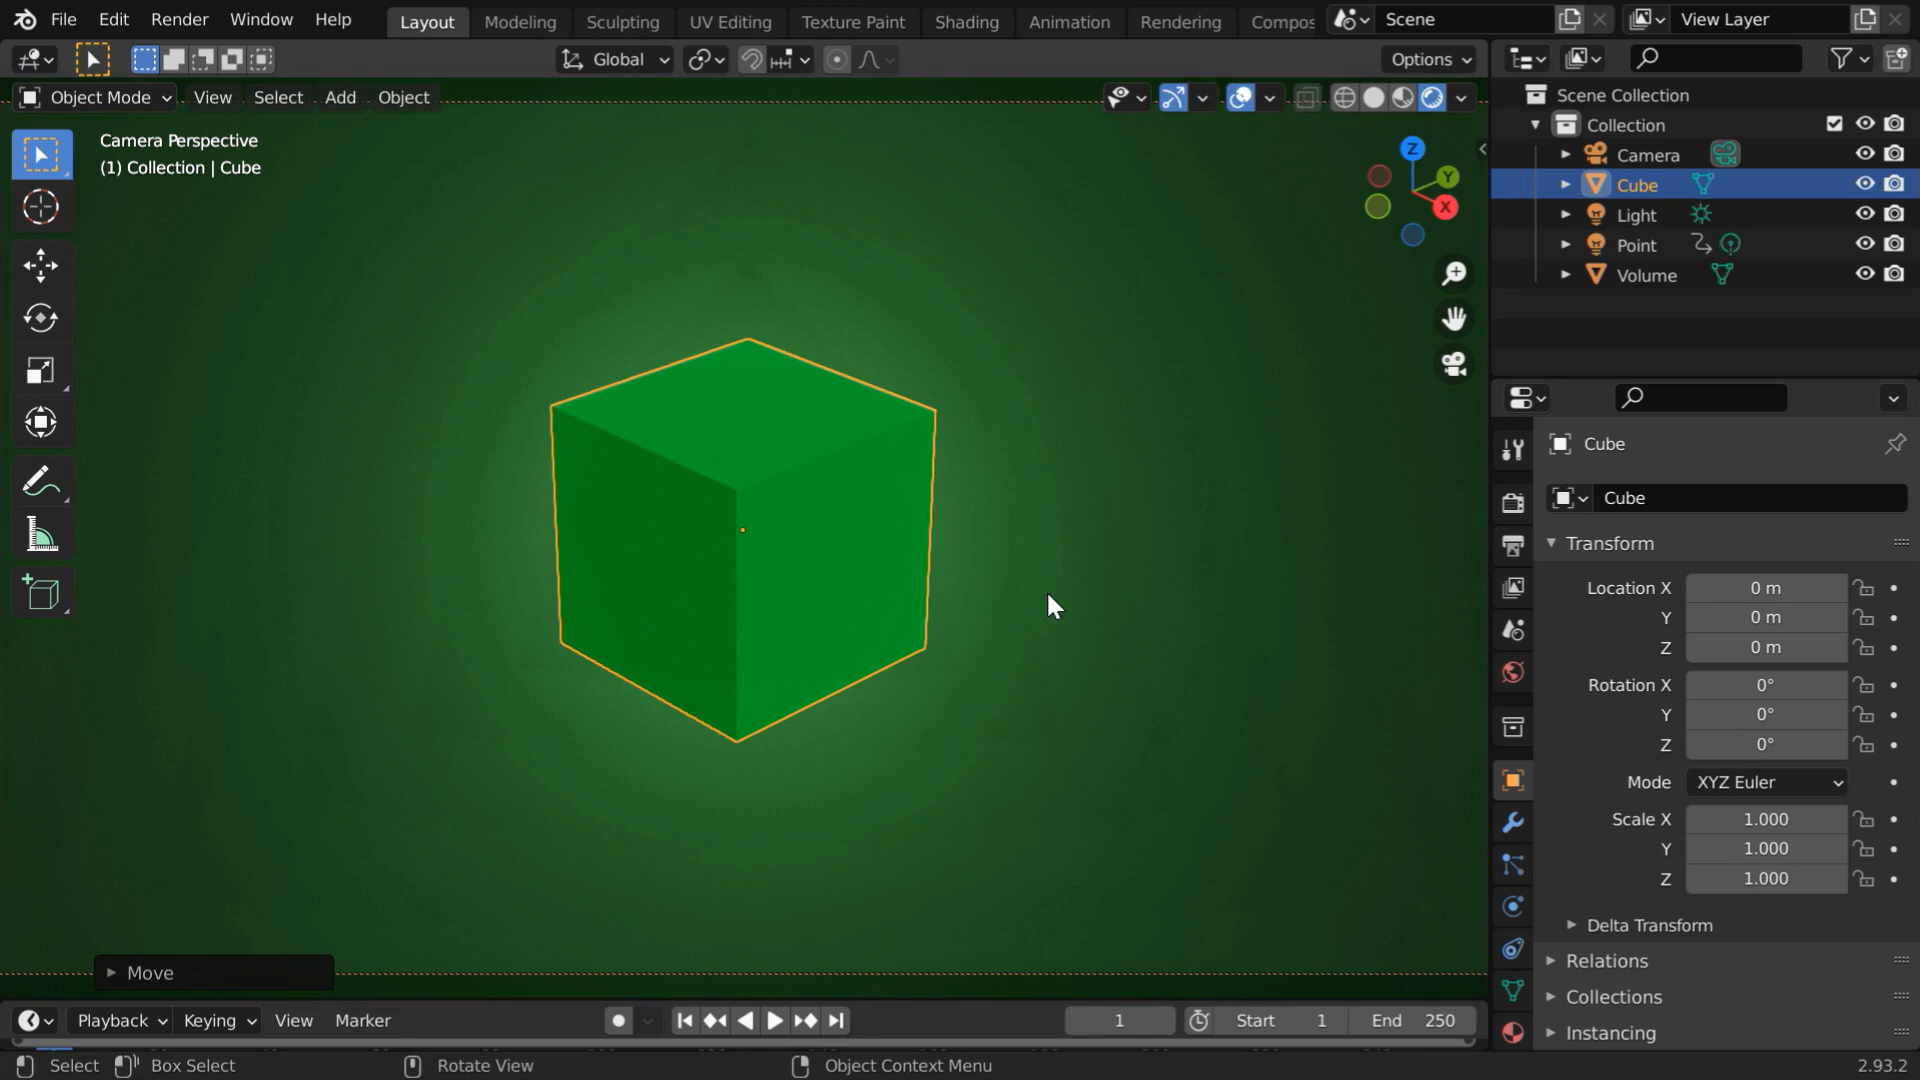 File Edit Render Window Help
Layout Modeling Sculpting UV Editing Texture Paint Shading Animation Rendering Compos
Scene
View Layer
Global
Options
Object Mode View Select Add Object
Camera Perspective
(1) Collection | Cube
Z
Y
X
Scene Collection
Collection
Camera
Cube
Light
Point
Volume
Cube
Cube
Transform
Location X 0 m
Y 0 m
Z 0 m
Rotation X 0°
Y 0°
Z 0°
Mode XYZ Euler
Scale X 1.000
Y 1.000
Z 1.000
Delta Transform
Relations
Collections
Instancing
Move
Playback Keying View Marker
1
Start 1 End 250
Select Box Select Rotate View Object Context Menu 2.93.2